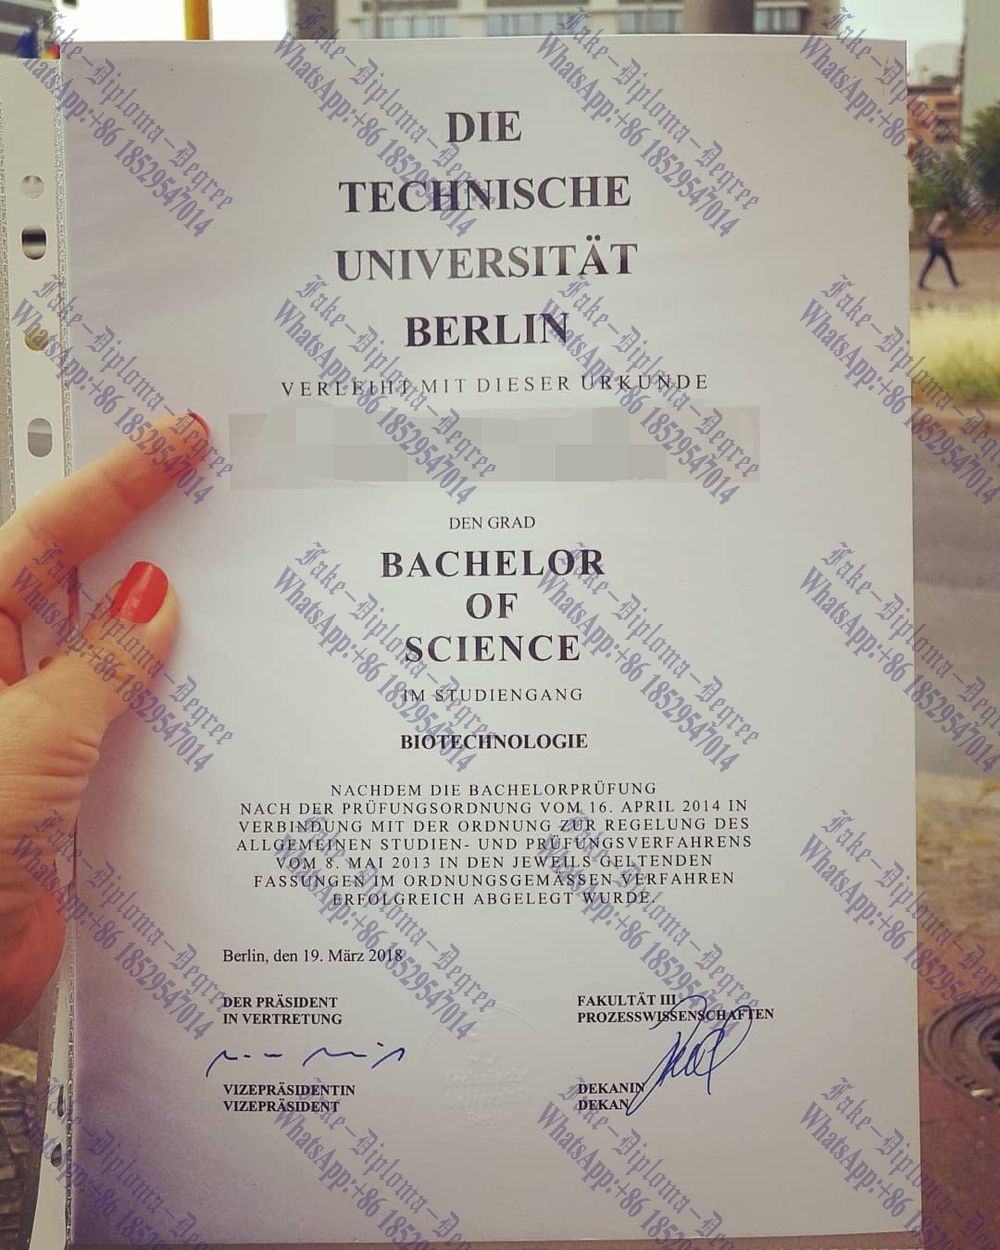 DIE
TECHNISCHE
UNIVERSITÄT
BERLIN
VERLEIHT MIT DIESER URKUNDE
DEN GRAD
BACHELOR
OF
SCIENCE
IM STUDIENGANG
BIOTECHNOLOGIE
NACHDEM DIE BACHELORPRÜFUNG
NACH DER PRÜFUNGSORDNUNG VOM 16. APRIL 2014 IN
VERBINDUNG MIT DER ORDNUNG ZUR REGELUNG DES
ALLGEMEINEN STUDIEN- UND PRÜFUNGSVERFAHRENS
VOM 8. MAI 2013 IN DEN JEWEILS GELTENDEN
FASSUNGEN IM ORDNUNGSGEMÄSSEN VERFAHREN
ERFOLGREICH ABGELEGT WURDE.
Berlin, den 19. März 2018
DER PRÄSIDENT
IN VERTRETUNG
FAKULTÄT III
PROZESSWISSENSCHAFTEN
VIZEPRÄSIDENTIN
VIZEPRÄSIDENT
DEKANIN
DEKAN
Fake-Diploma-Degree
WhatsApp:+86 18529547014